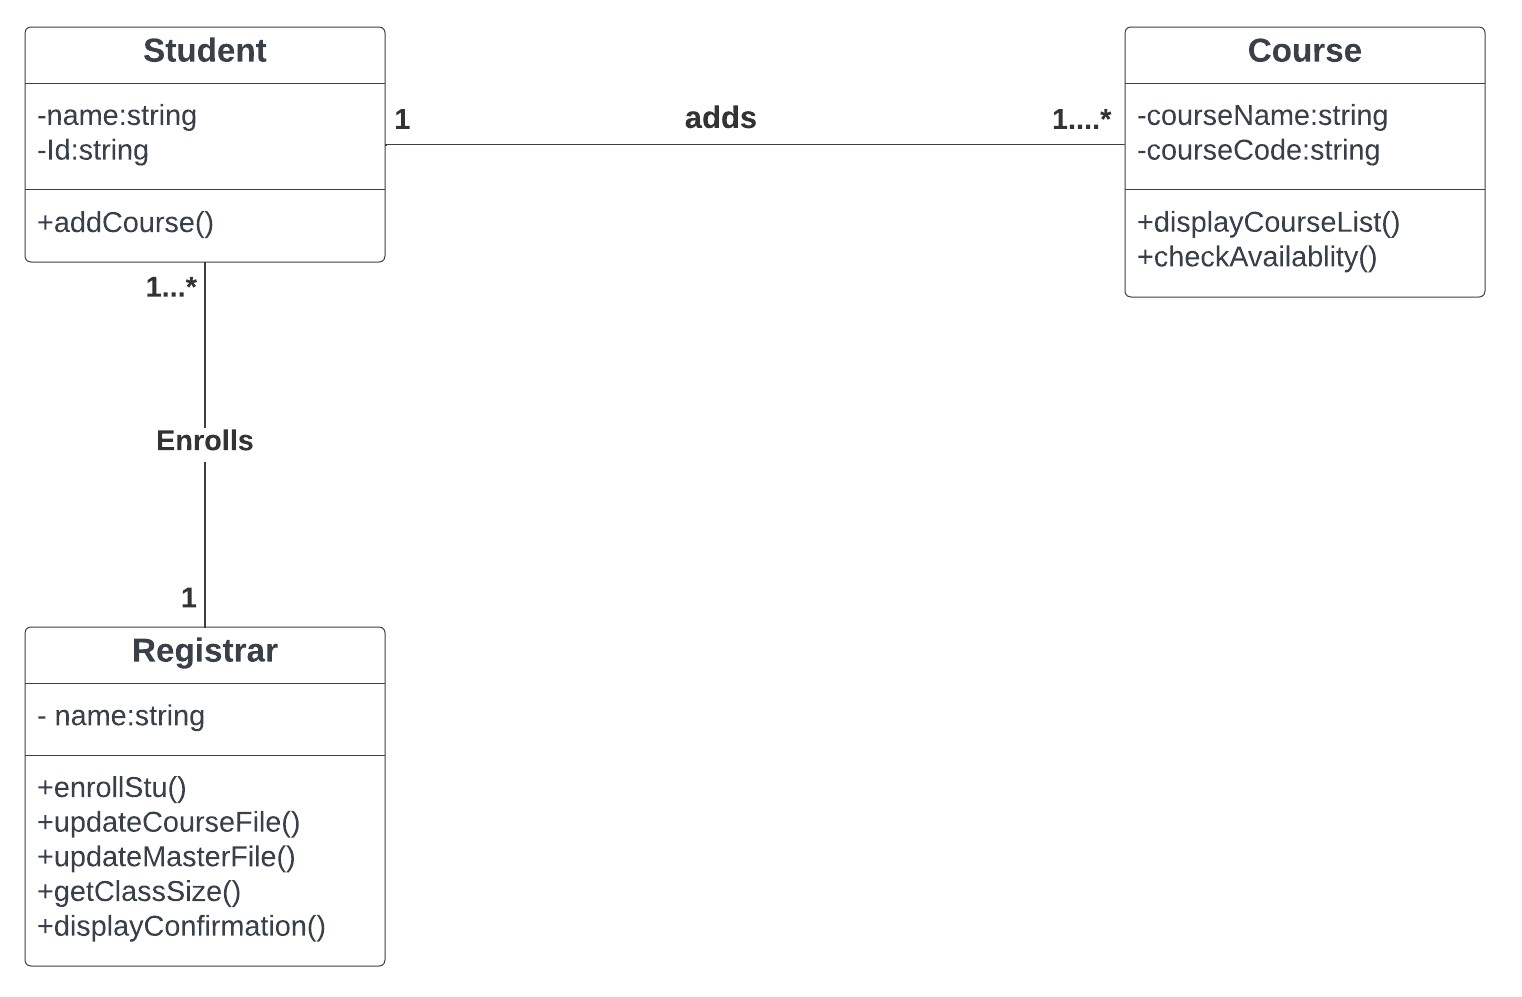 Student
-name:string
-Id:string
+addCourse()
1
adds
1....*
Course
-courseName:string
-courseCode:string
+displayCourseList()
+checkAvailablity()
1...*
Enrolls
1
Registrar
- name:string
+enrollStu()
+updateCourseFile()
+updateMasterFile()
+getClassSize()
+displayConfirmation()